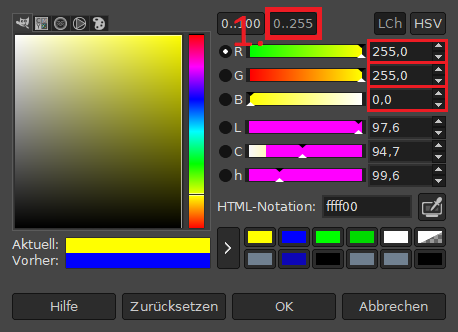 0..100 0..255 LCh HSV
1.
R 255,0
G 255,0
B 0,0
L 97,6
C 94,7
h 99,6
HTML-Notation: ffff00
Aktuell:
Vorher:
>
Hilfe Zurücksetzen OK Abbrechen